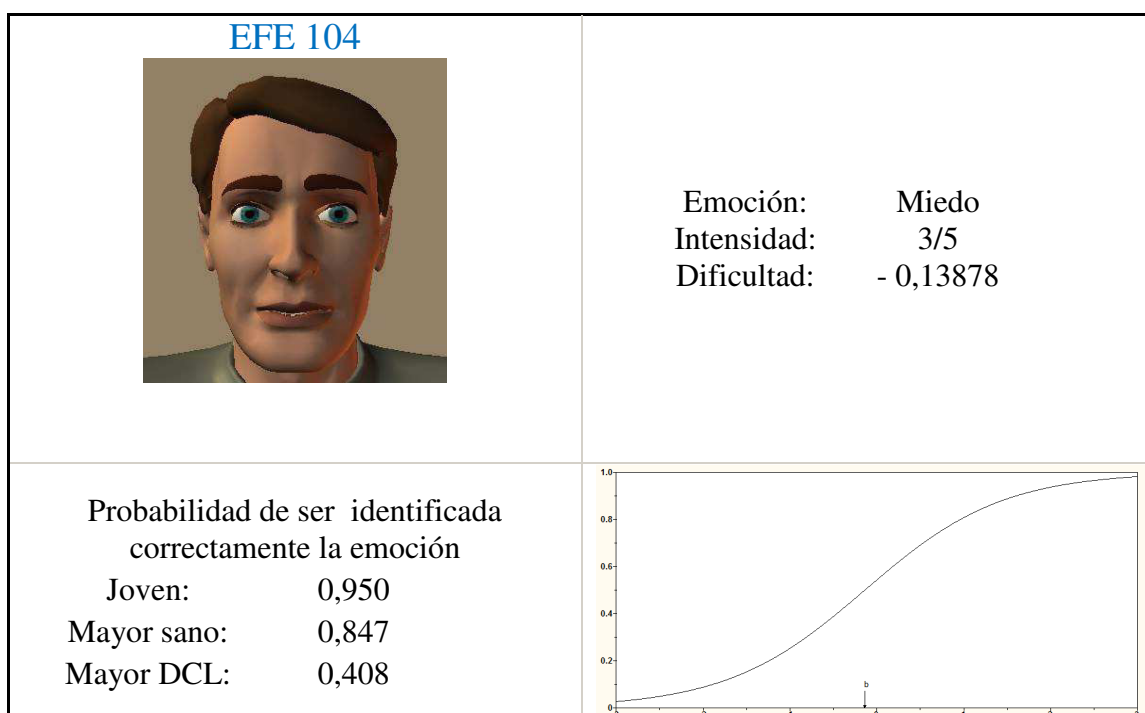 EFE 104
Emoción: Miedo
Intensidad: 3/5
Dificultad: - 0,13878
Probabilidad de ser identificada
correctamente la emoción
Joven: 0,950
Mayor sano: 0,847
Mayor DCL: 0,408
1.0
0.8
0.6
0.4
0.2
0
b